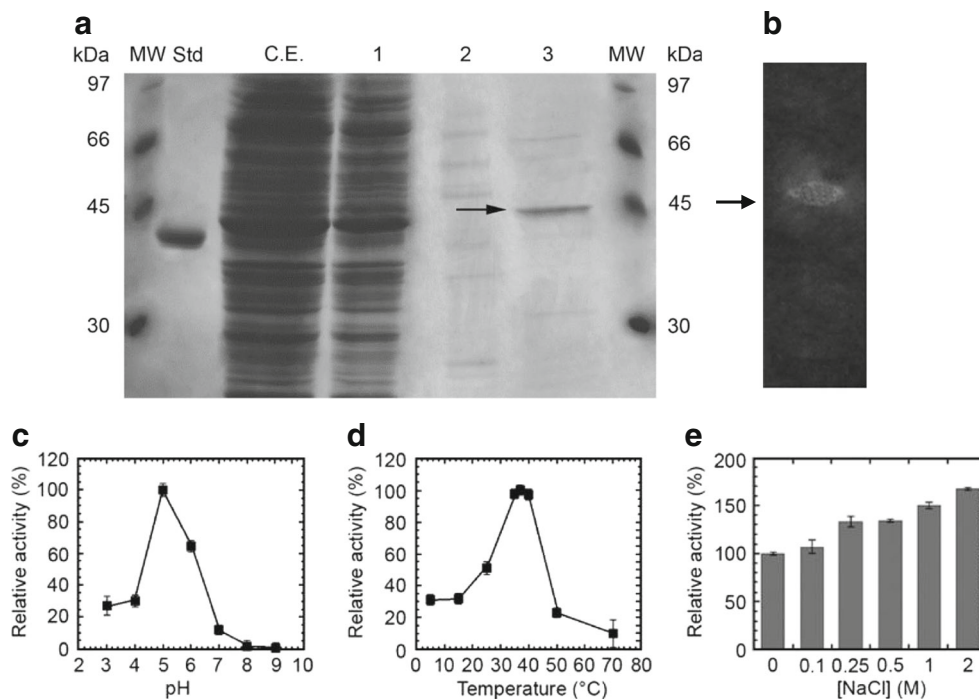 a
b
kDa MW Std C.E. 1 2 3 MW kDa
97 97
66 66
45 45
30 30
c
d
e
Relative activity (%)
120
100
80
60
40
20
0
2 3 4 5 6 7 8 9 10
pH
Relative activity (%)
120
100
80
60
40
20
0
0 10 20 30 40 50 60 70 80
Temperature (°C)
Relative activity (%)
200
150
100
50
0
0 0.1 0.25 0.5 1 2
[NaCl] (M)